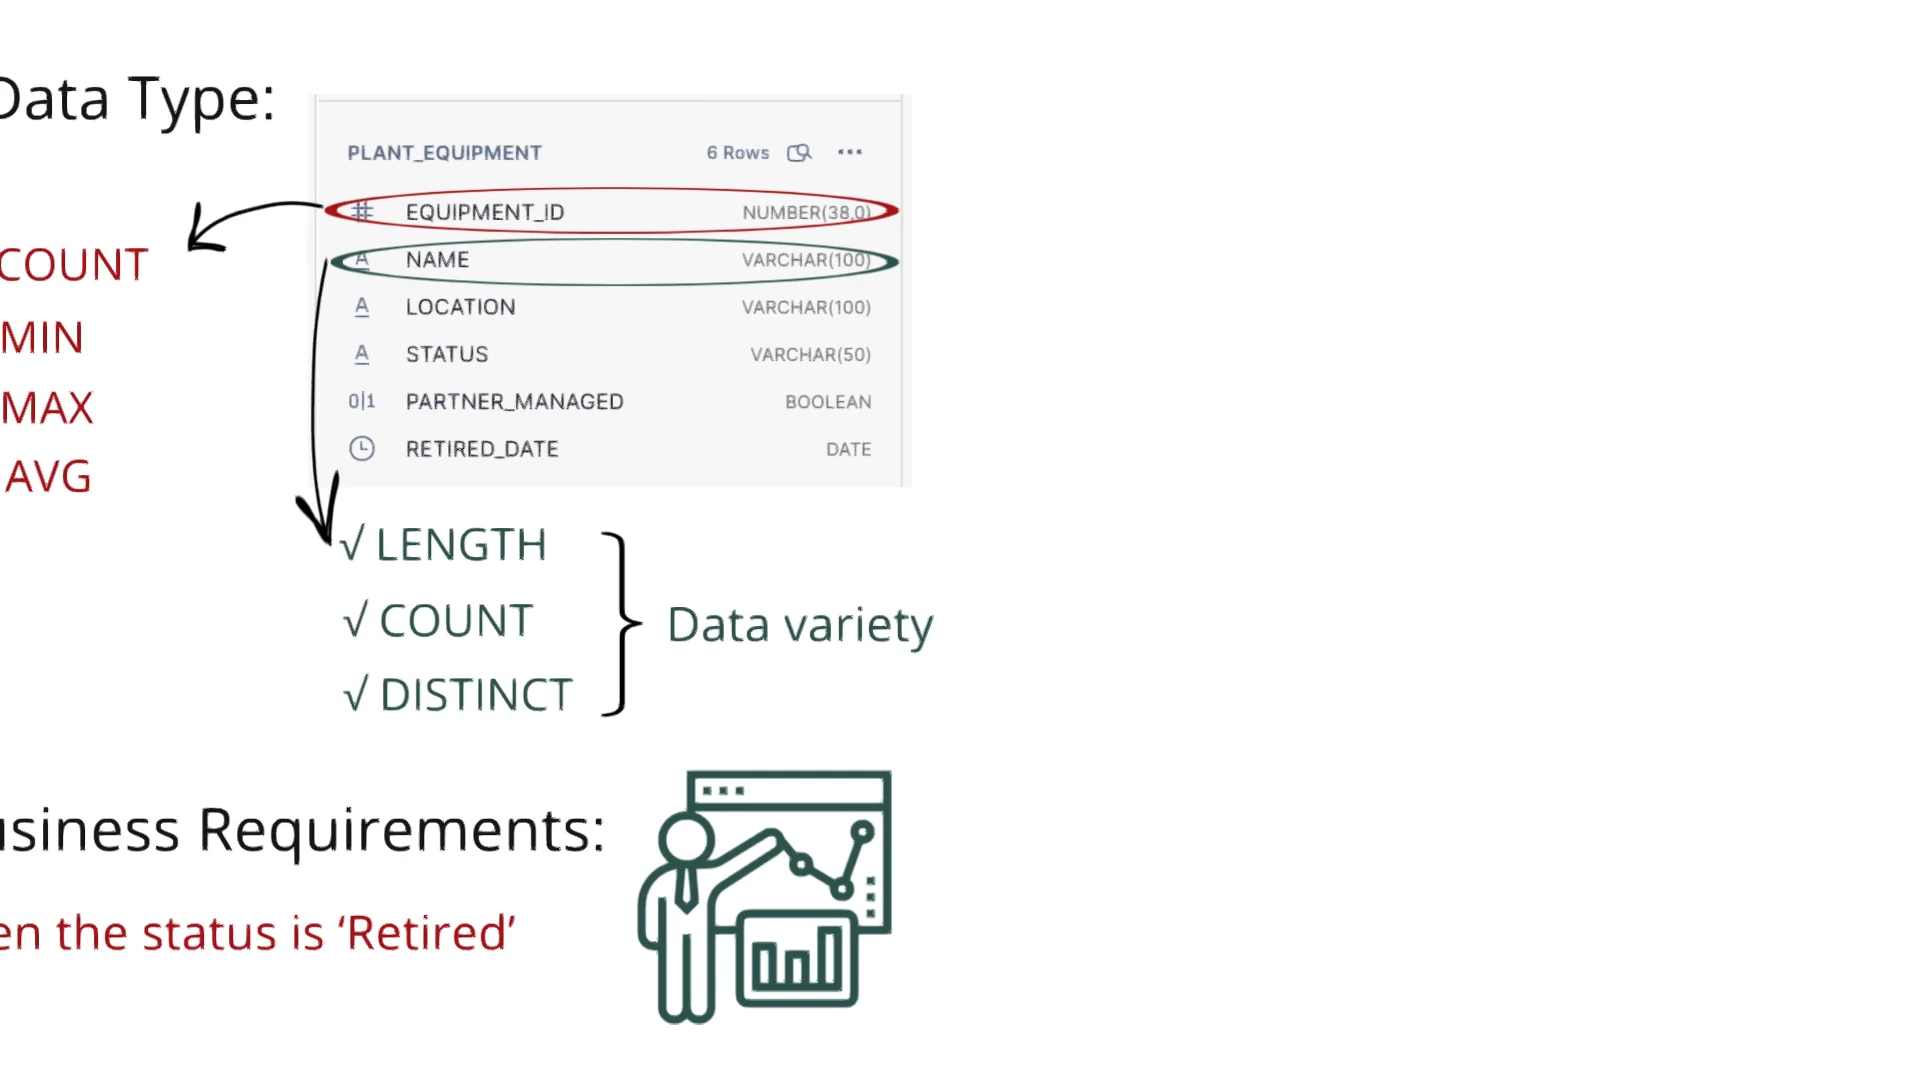 Data Type:
PLANT_EQUIPMENT 6 Rows
EQUIPMENT_ID NUMBER(38,0)
NAME VARCHAR(100)
LOCATION VARCHAR(100)
STATUS VARCHAR(50)
0|1 PARTNER_MANAGED BOOLEAN
RETIRED_DATE DATE
COUNT
MIN
MAX
AVG
√ LENGTH
√ COUNT
√ DISTINCT
Data variety
usiness Requirements:
en the status is ‘Retired’